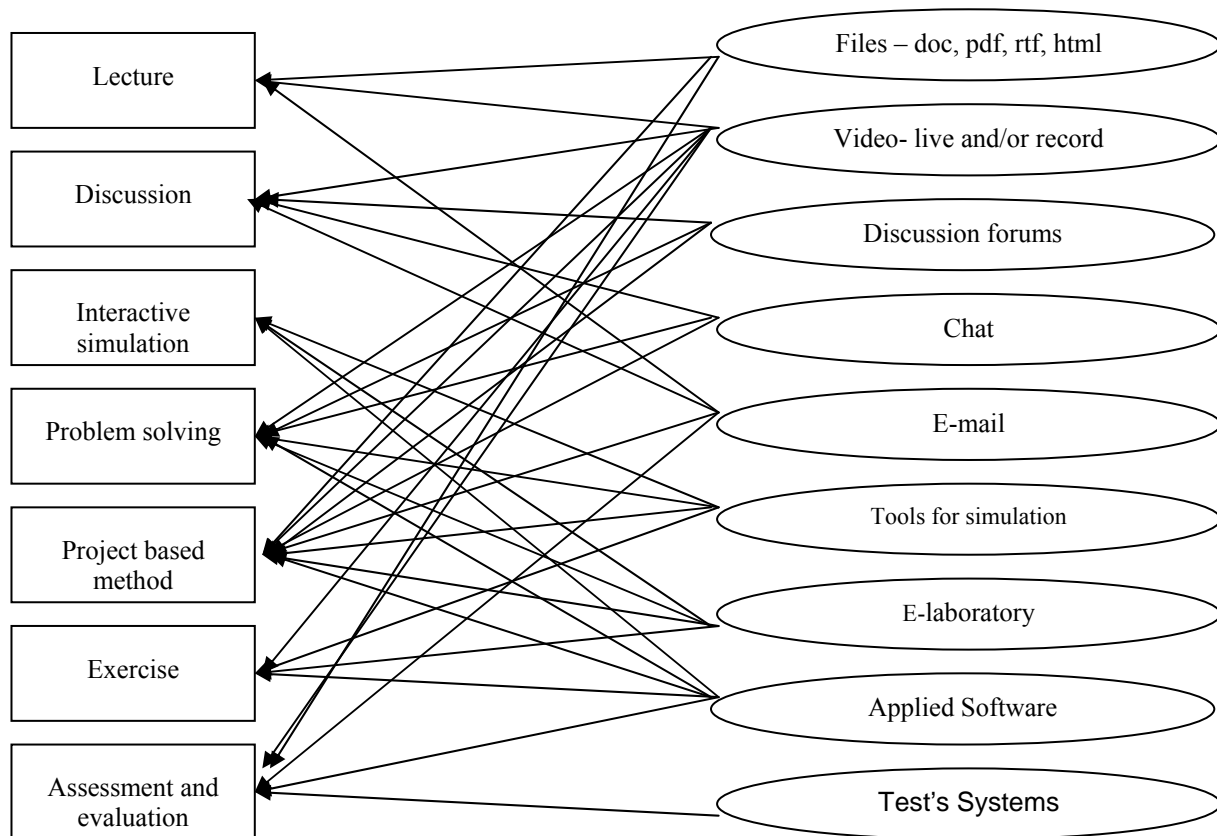 Lecture
Discussion
Interactive
simulation
Problem solving
Project based
method
Exercise
Assessment and
evaluation
Files – doc, pdf, rtf, html
Video- live and/or record
Discussion forums
Chat
E-mail
Tools for simulation
E-laboratory
Applied Software
Test's Systems